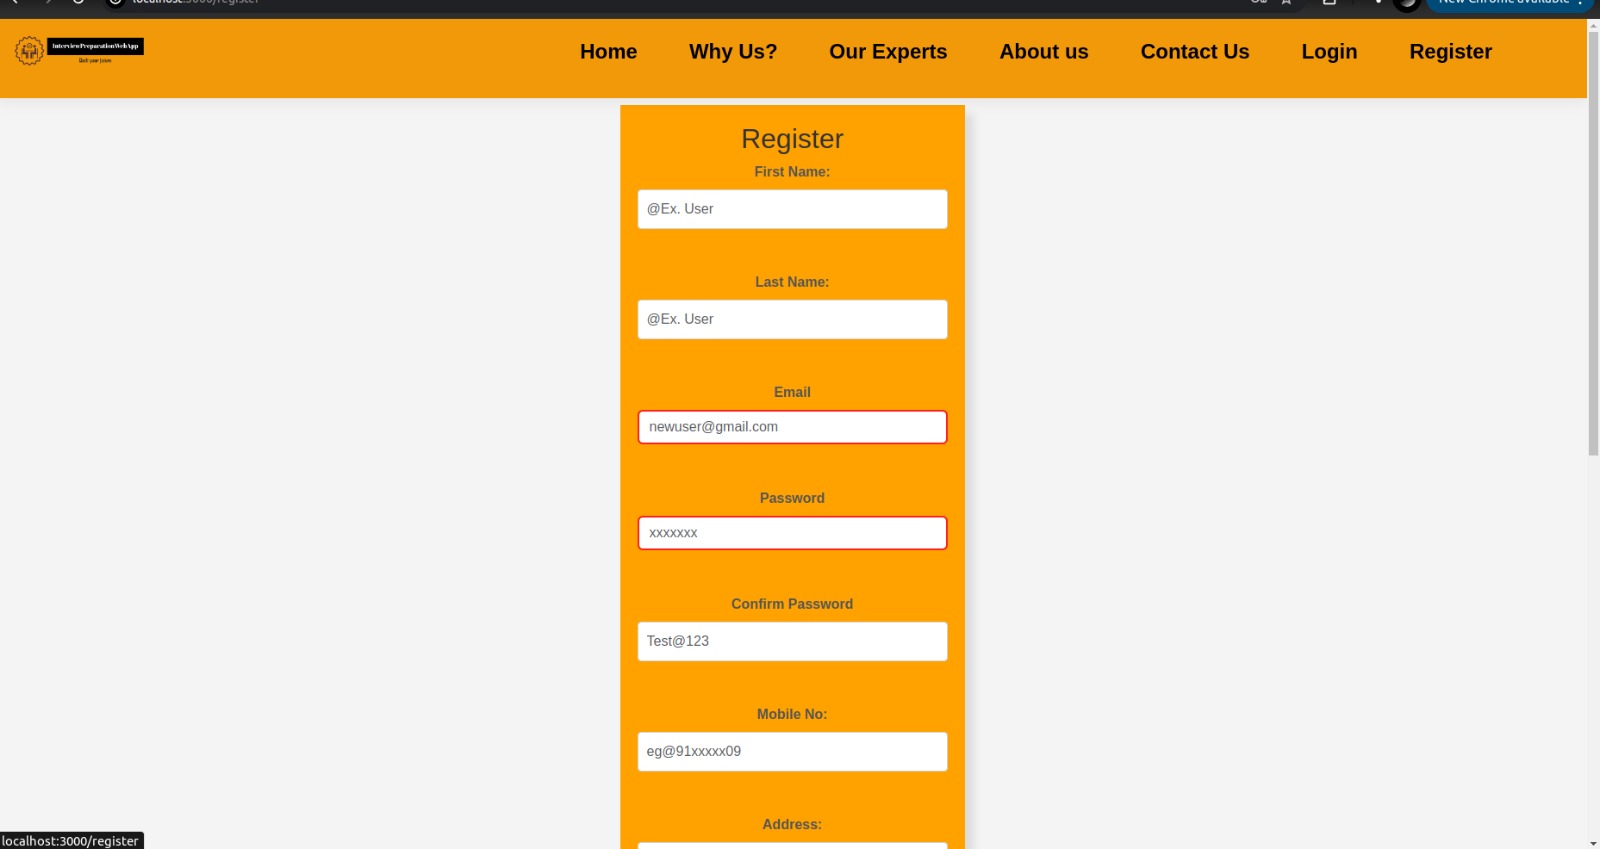 localhost:3000/register
New Chrome available
InterviewPreparationWebApp
Home Why Us? Our Experts About us Contact Us Login Register
Register
First Name:
@Ex. User
Last Name:
@Ex. User
Email
newuser@gmail.com
Password
xxxxxxx
Confirm Password
Test@123
Mobile No:
eg@91xxxxx09
Address:
localhost:3000/register